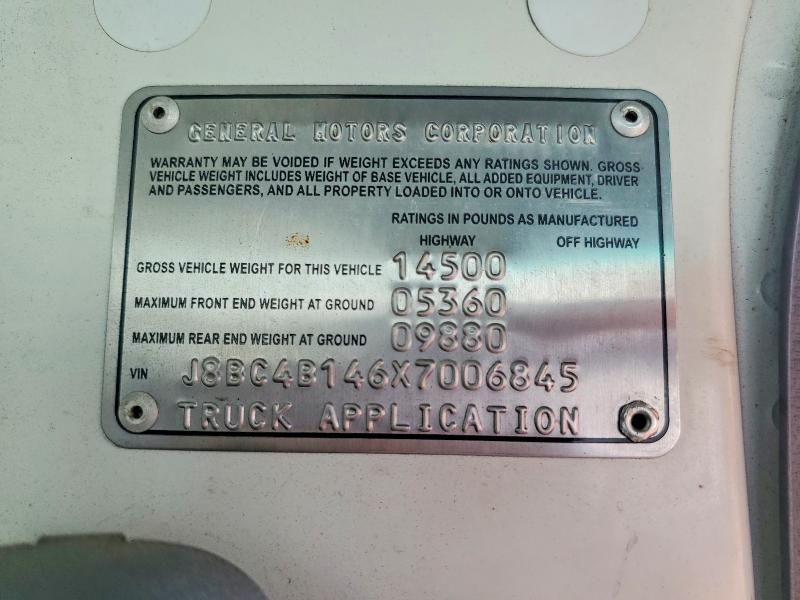 GENERAL MOTORS CORPORATION
WARRANTY MAY BE VOIDED IF WEIGHT EXCEEDS ANY RATINGS SHOWN. GROSS
VEHICLE WEIGHT INCLUDES WEIGHT OF BASE VEHICLE, ALL ADDED EQUIPMENT, DRIVER
AND PASSENGERS, AND ALL PROPERTY LOADED INTO OR ONTO VEHICLE.
RATINGS IN POUNDS AS MANUFACTURED
HIGHWAY OFF HIGHWAY
GROSS VEHICLE WEIGHT FOR THIS VEHICLE 14500
MAXIMUM FRONT END WEIGHT AT GROUND 05360
MAXIMUM REAR END WEIGHT AT GROUND 09880
VIN J8BC4B146X7006845
TRUCK APPLICATION